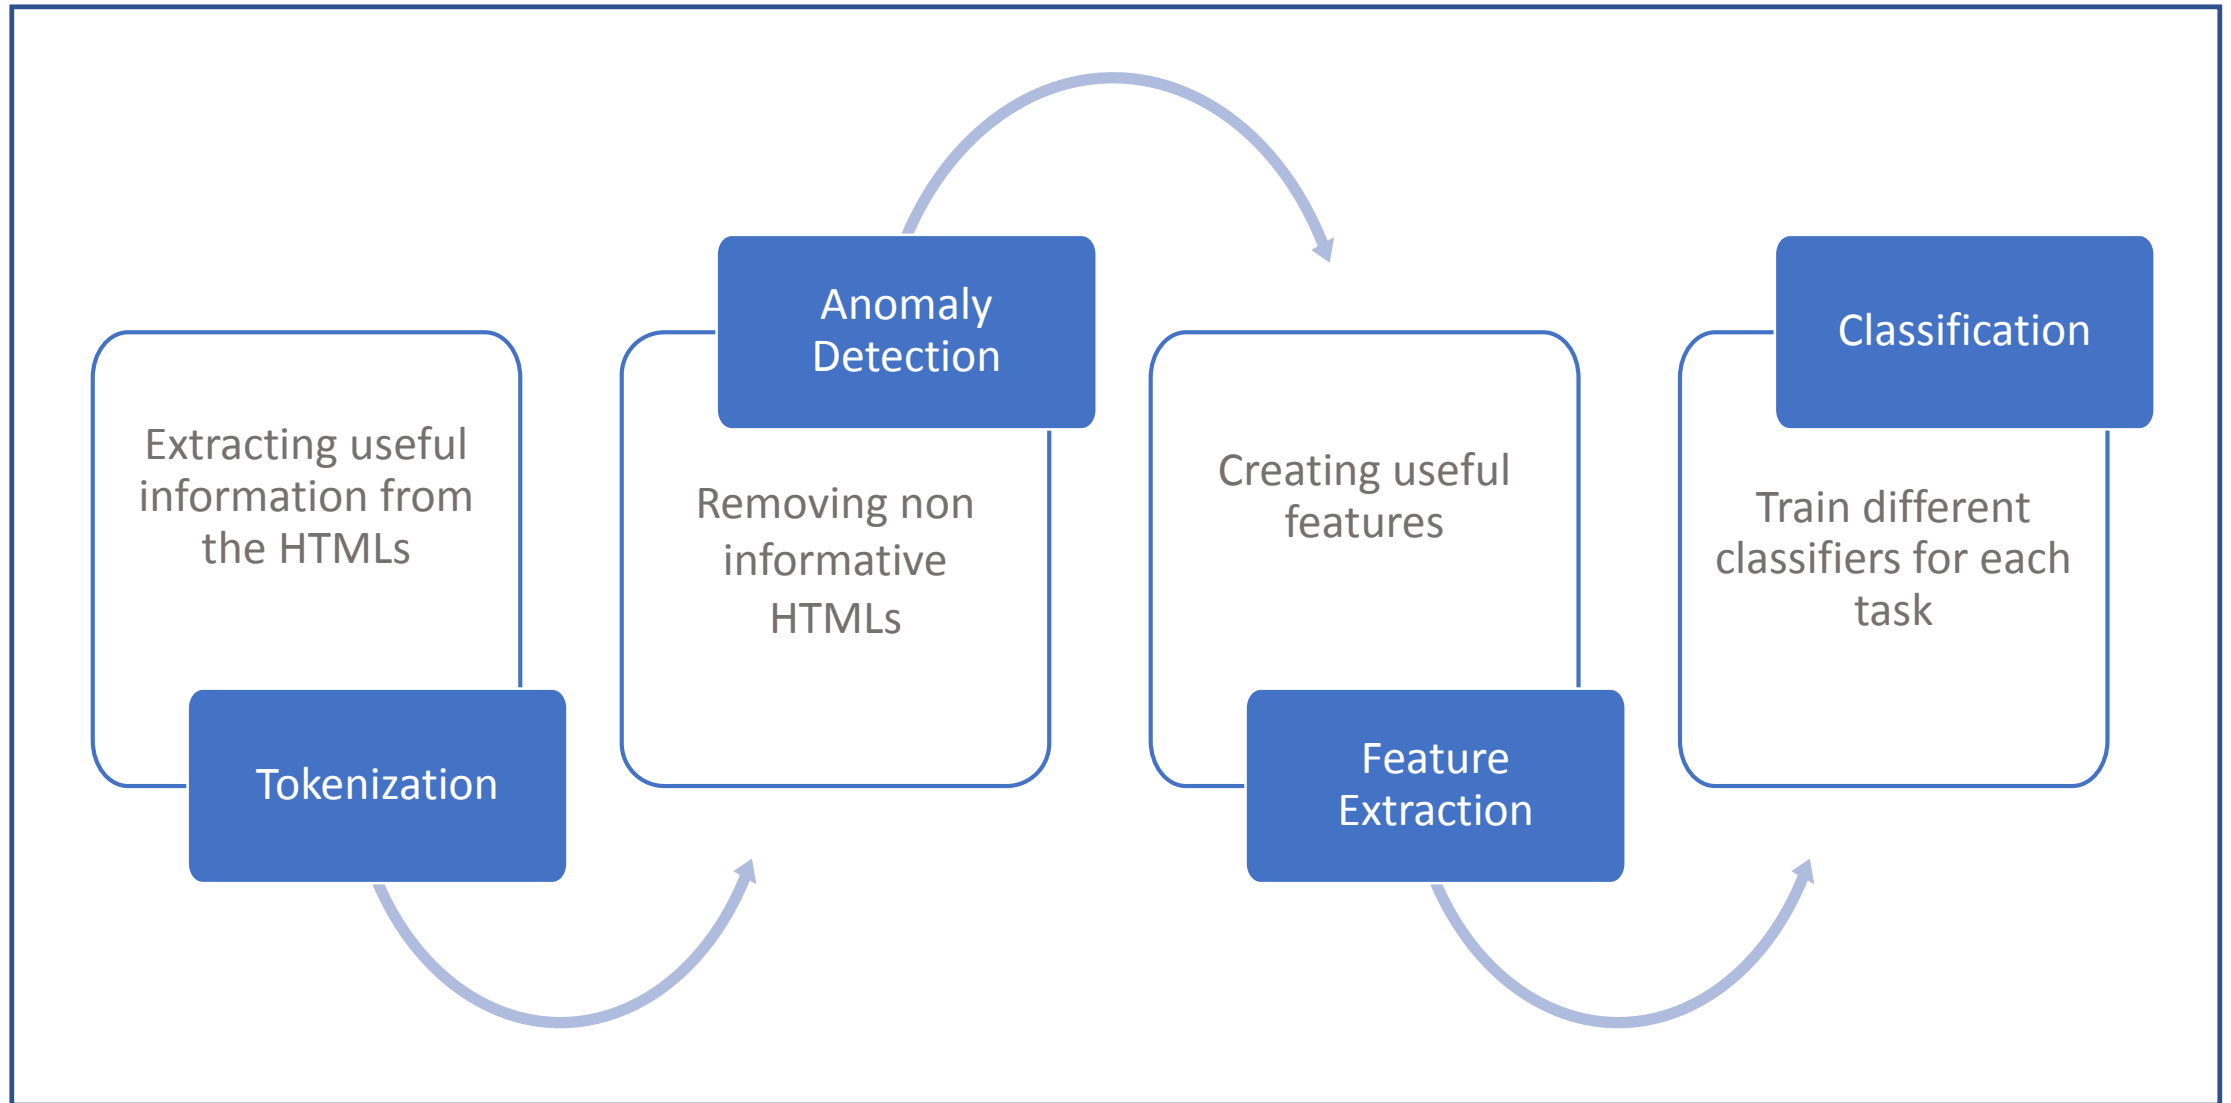 Extracting useful
information from
the HTMLs
Tokenization
Anomaly
Detection
Removing non
informative
HTMLs
Creating useful
features
Feature
Extraction
Classification
Train different
classifiers for each
task